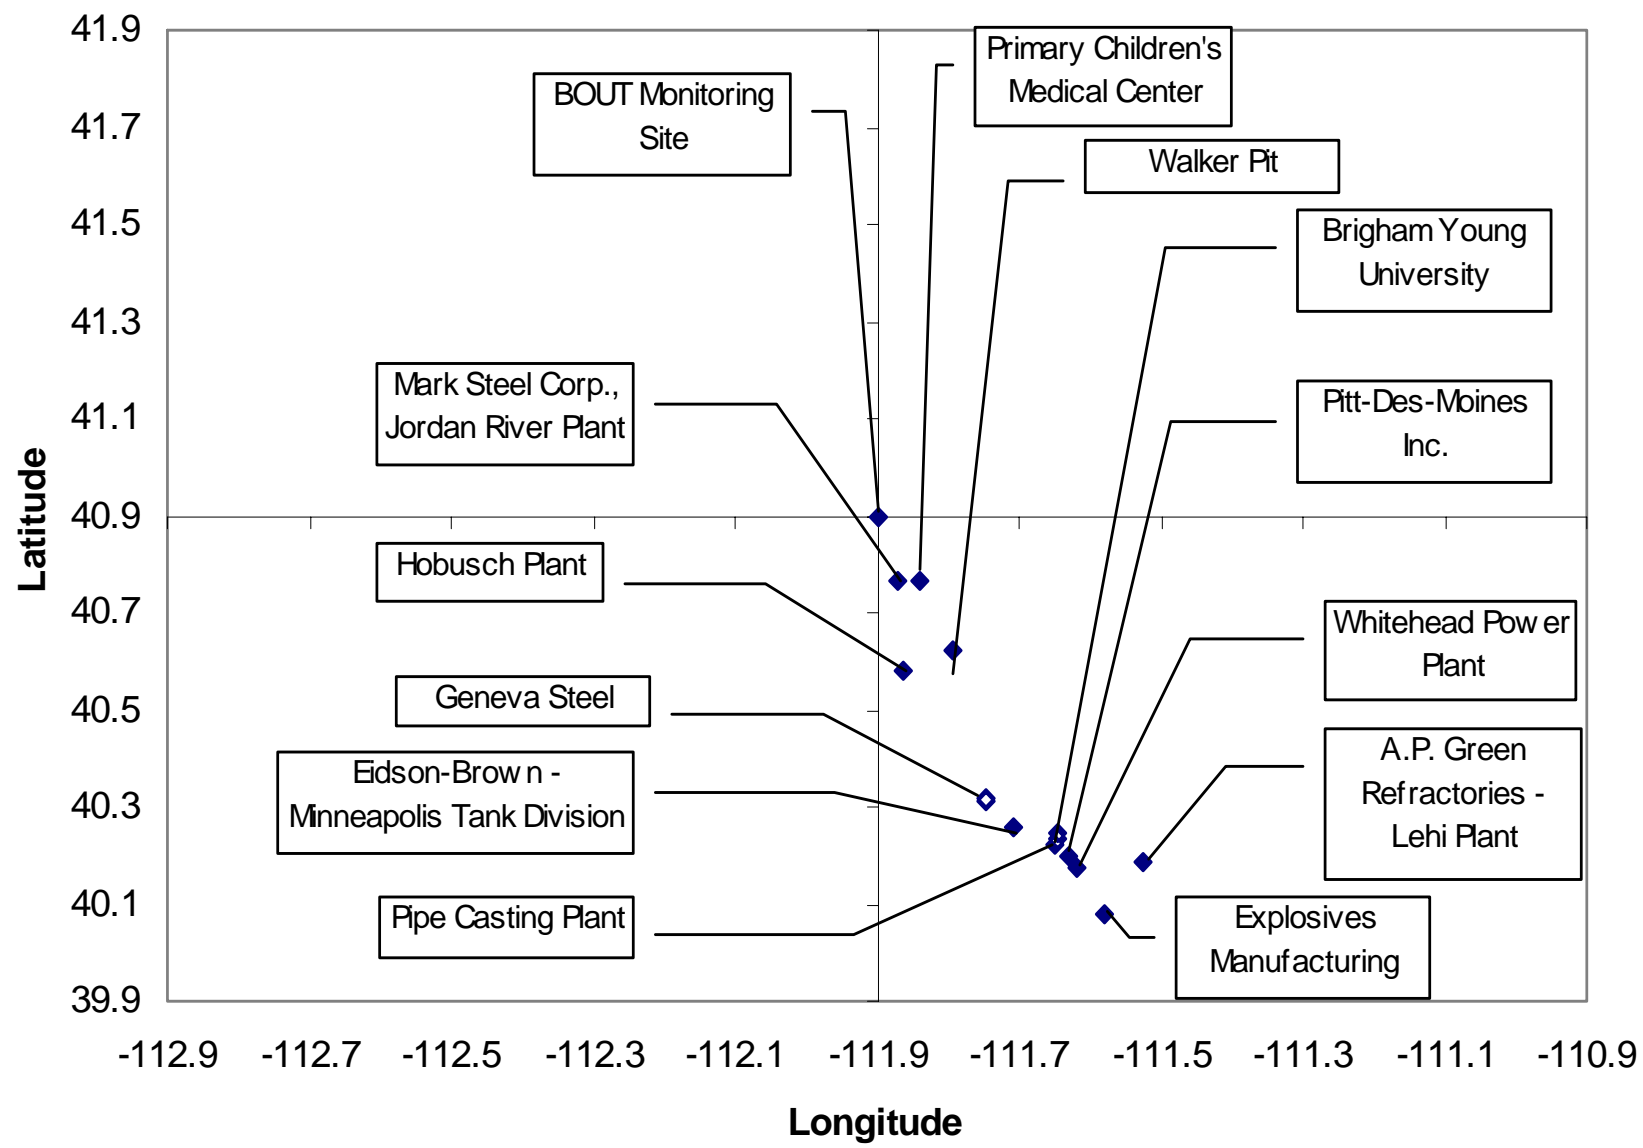 41.9
41.7
41.5
41.3
41.1
40.9
40.7
40.5
40.3
40.1
39.9
Latitude
Primary Children's
Medical Center
BOUT Monitoring
Site
Walker Pit
Brigham Young
University
Mark Steel Corp.,
Jordan River Plant
Pitt-Des-Moines
Inc.
Hobusch Plant
Whitehead Power
Plant
Geneva Steel
A.P. Green
Refractories -
Lehi Plant
Eidson-Brown -
Minneapolis Tank Division
Pipe Casting Plant
Explosives
Manufacturing
-112.9 -112.7 -112.5 -112.3 -112.1 -111.9 -111.7 -111.5 -111.3 -111.1 -110.9
Longitude